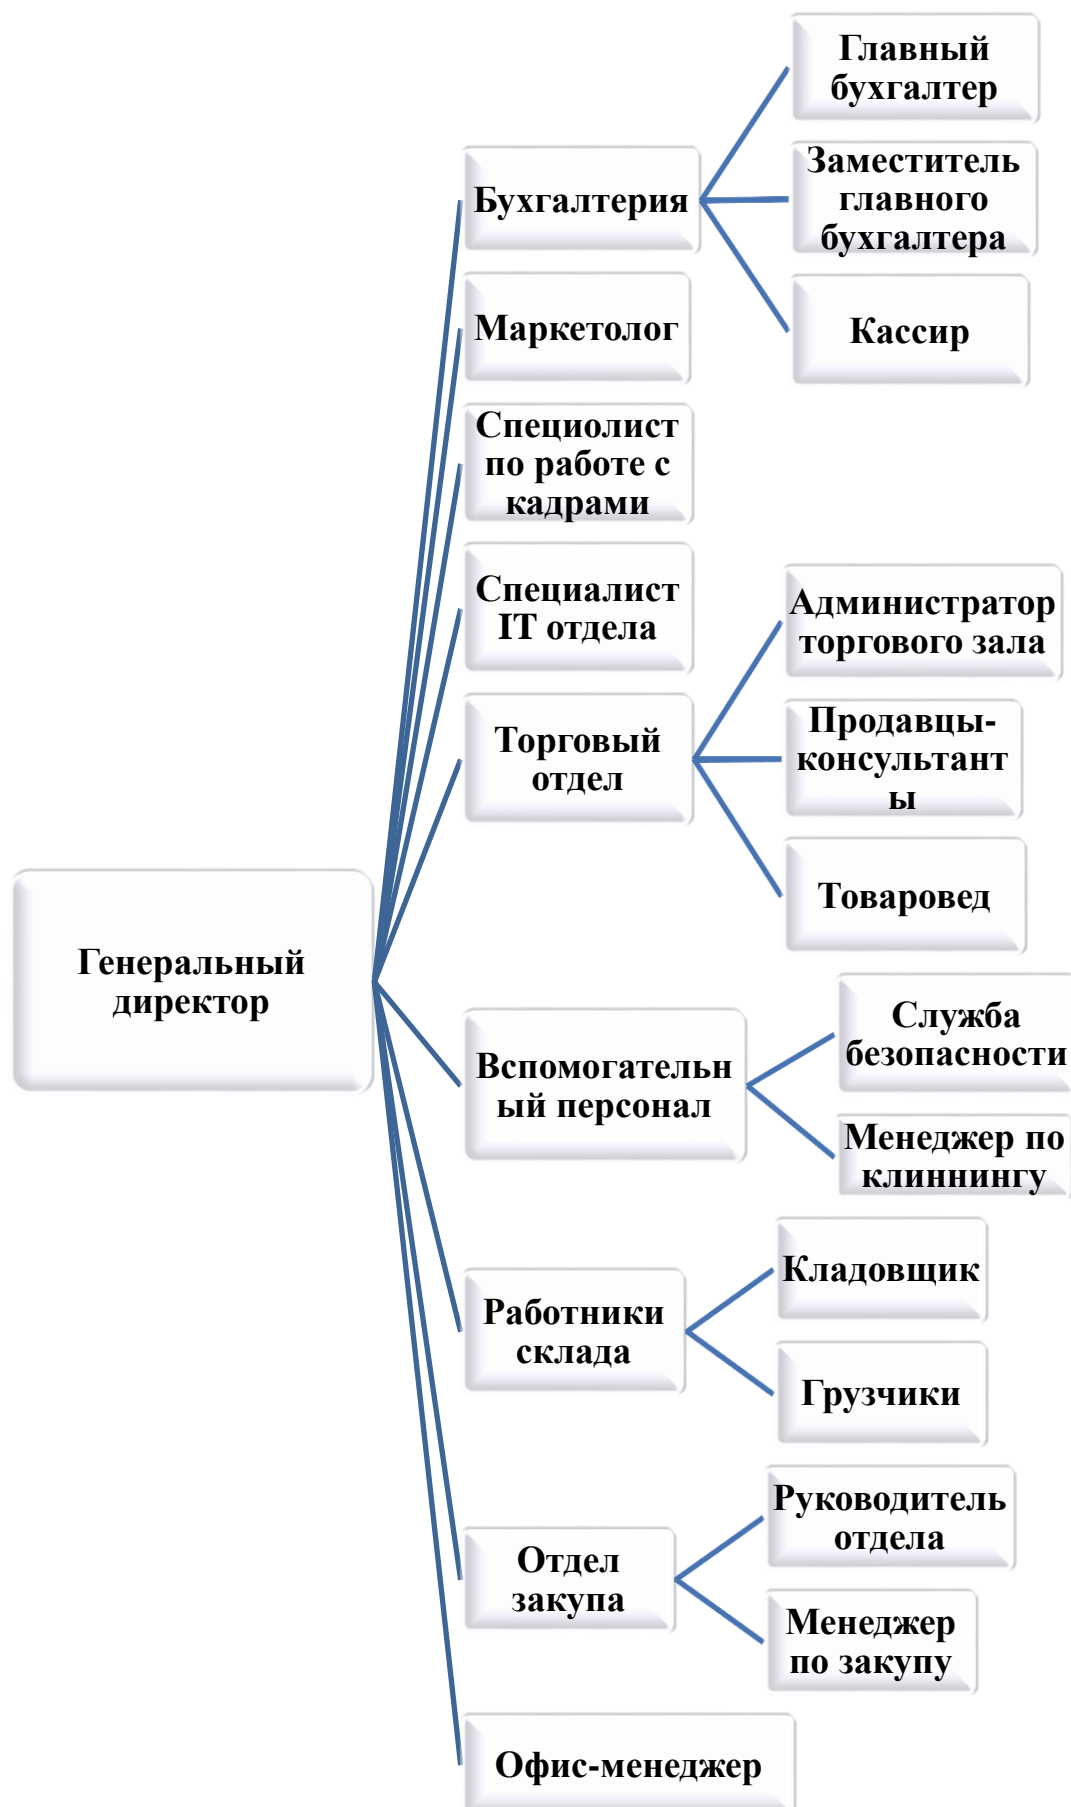 Главный
бухгалтер
Заместитель
главного
бухгалтера
Бухгалтерия
Кассир
Маркетолог
Специолист
по работе с
кадрами
Специалист
IT отдела
Администратор
торгового зала
Торговый
отдел
Продавцы-
консультант
ы
Товаровед
Генеральный
директор
Вспомогательн
ый персонал
Служба
безопасности
Менеджер по
клиннингу
Работники
склада
Кладовщик
Грузчики
Отдел
закупа
Руководитель
отдела
Менеджер
по закупу
Офис-менеджер